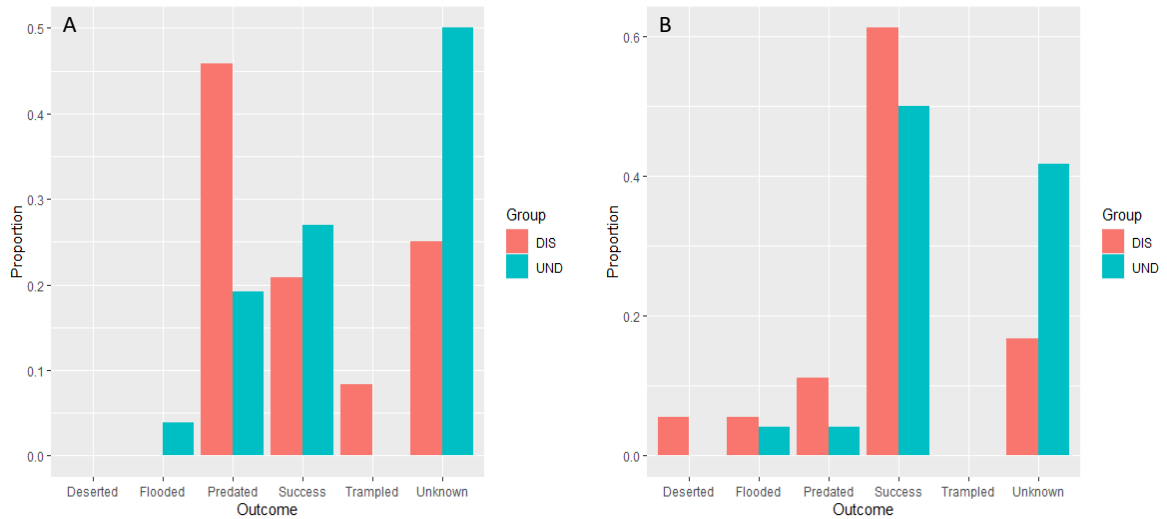 A
0.5
0.4
0.3
0.2
0.1
0.0
Proportion
Deserted Flooded Predated Success Trampled Unknown
Outcome
Group
DIS
UND
B
0.6
0.4
0.2
0.0
Proportion
Deserted Flooded Predated Success Trampled Unknown
Outcome
Group
DIS
UND